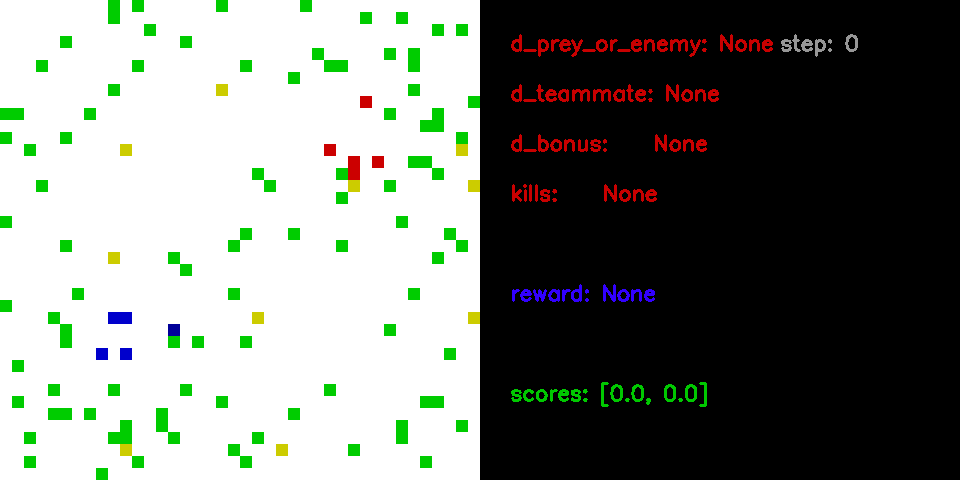 d_prey_or_enemy: None step: 0
d_teammate: None
d_bonus: None
kills: None
reward: None
scores: [0.0, 0.0]